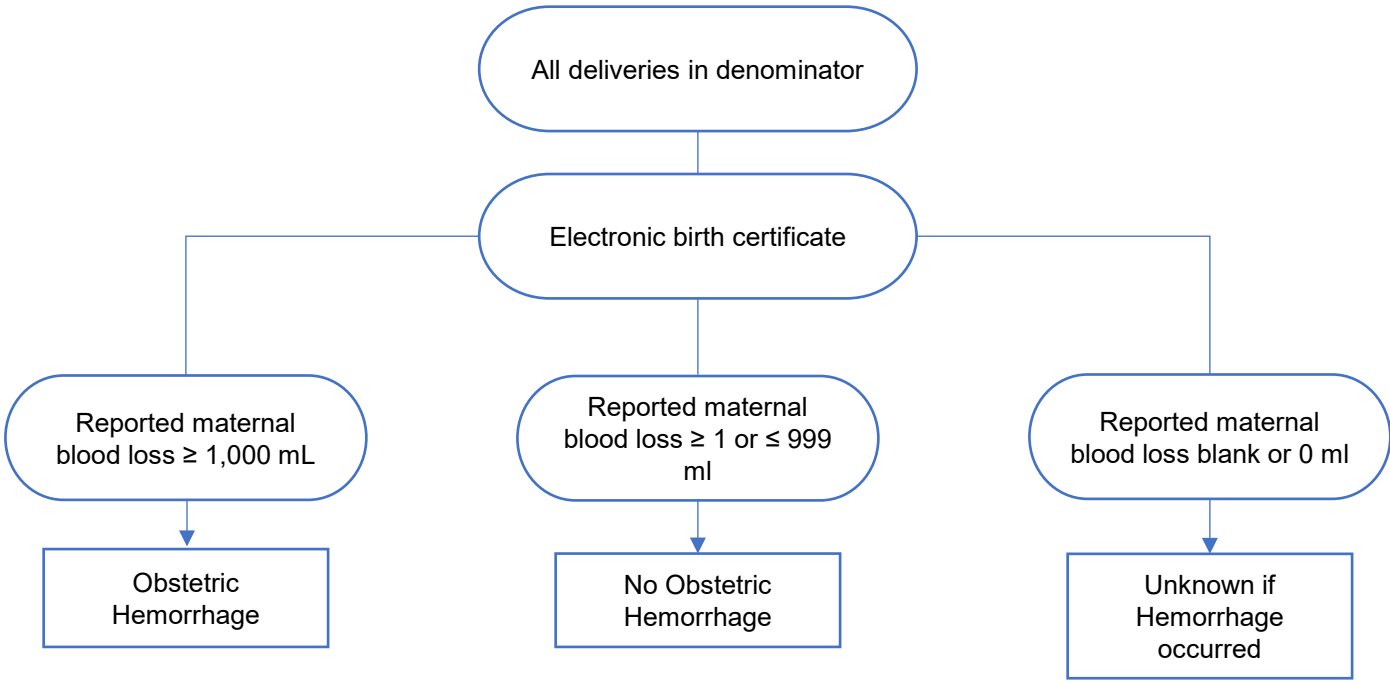 All deliveries in denominator
Electronic birth certificate
Reported maternal
blood loss ≥ 1,000 mL
Reported maternal
blood loss ≥ 1 or ≤ 999
ml
Reported maternal
blood loss blank or 0 ml
Obstetric
Hemorrhage
No Obstetric
Hemorrhage
Unknown if
Hemorrhage
occurred